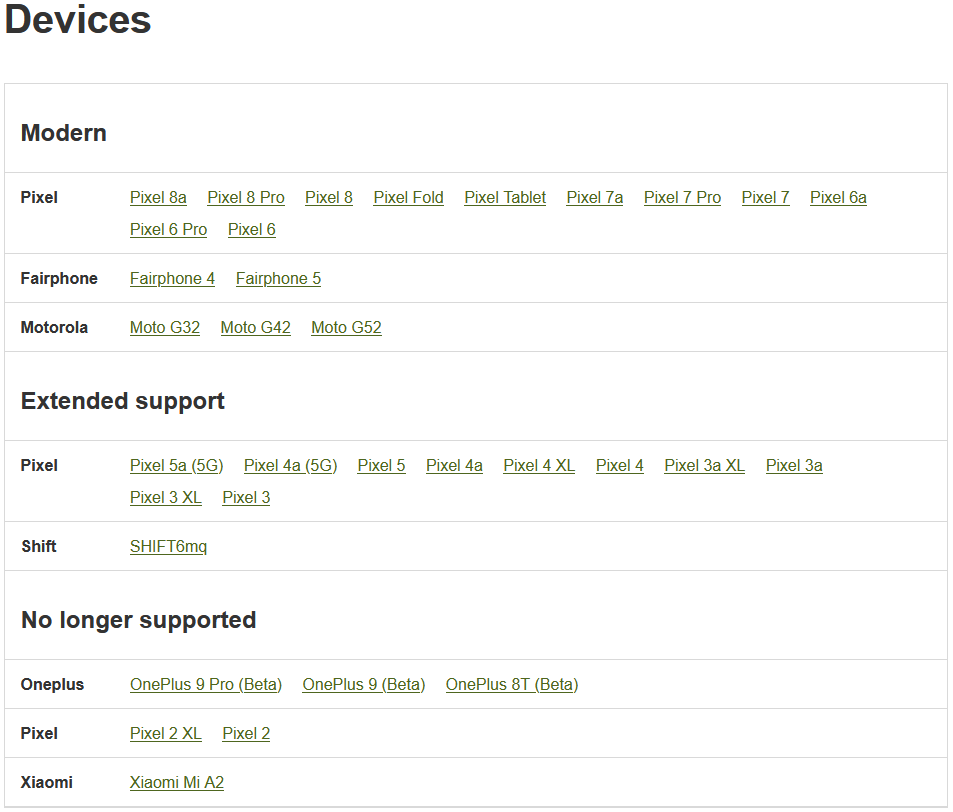 Devices
Modern
Pixel Pixel 8a Pixel 8 Pro Pixel 8 Pixel Fold Pixel Tablet Pixel 7a Pixel 7 Pro Pixel 7 Pixel 6a
Pixel 6 Pro Pixel 6
Fairphone Fairphone 4 Fairphone 5
Motorola Moto G32 Moto G42 Moto G52
Extended support
Pixel Pixel 5a (5G) Pixel 4a (5G) Pixel 5 Pixel 4a Pixel 4 XL Pixel 4 Pixel 3a XL Pixel 3a
Pixel 3 XL Pixel 3
Shift SHIFT6mq
No longer supported
Oneplus OnePlus 9 Pro (Beta) OnePlus 9 (Beta) OnePlus 8T (Beta)
Pixel Pixel 2 XL Pixel 2
Xiaomi Xiaomi Mi A2